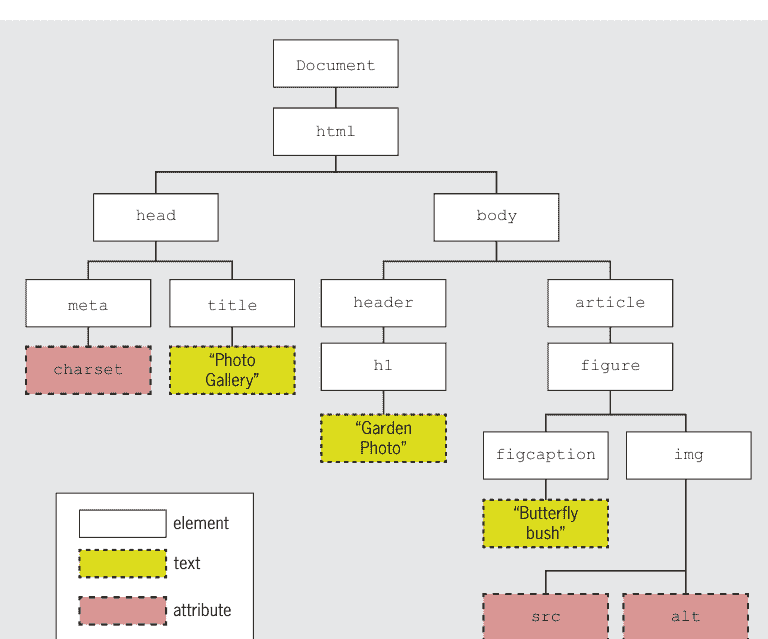 Document
html
head
body
meta
title
header
article
charset
“Photo
Gallery”
h1
figure
“Garden
Photo”
figcaption
img
“Butterfly
bush”
element
text
attribute
src
alt